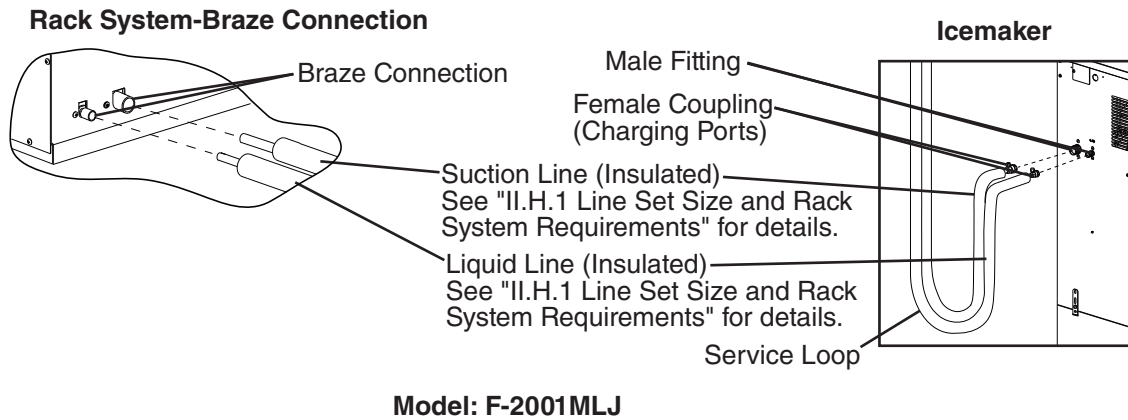 Rack System-Braze Connection
Braze Connection
Icemaker
Male Fitting
Female Coupling
(Charging Ports)
Suction Line (Insulated)
See "II.H.1 Line Set Size and Rack
System Requirements" for details.
Liquid Line (Insulated)
See "II.H.1 Line Set Size and Rack
System Requirements" for details.
Service Loop
Model: F-2001MLJ